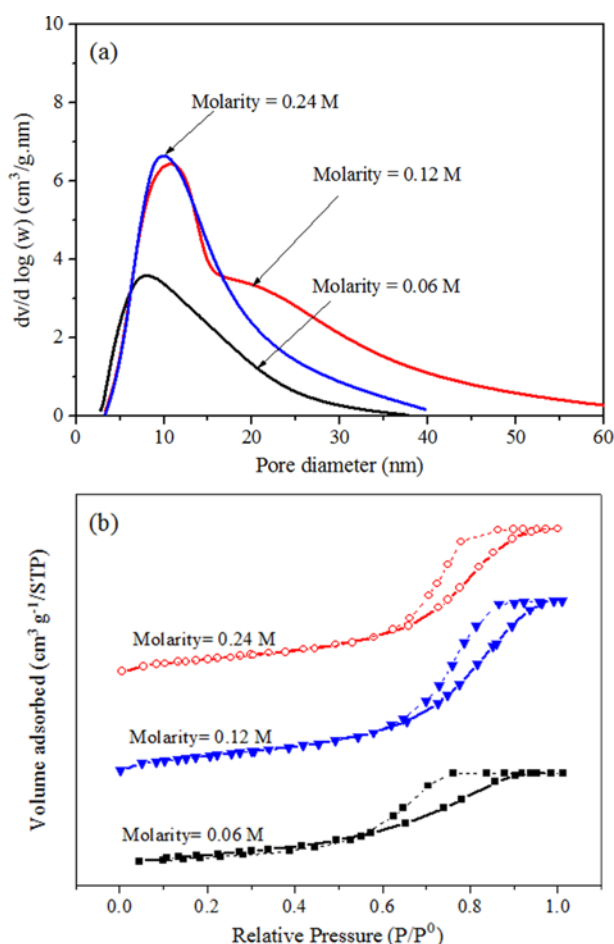 (a)
10
8
6
4
2
0
dv/d log (w) (cm³/g.nm)
Molarity = 0.24 M
Molarity = 0.12 M
Molarity = 0.06 M
0 10 20 30 40 50 60
Pore diameter (nm)
(b)
Volume adsorbed (cm³ g⁻¹/STP)
Molarity= 0.24 M
Molarity= 0.12 M
Molarity= 0.06 M
0.0 0.2 0.4 0.6 0.8 1.0
Relative Pressure (P/P⁰)